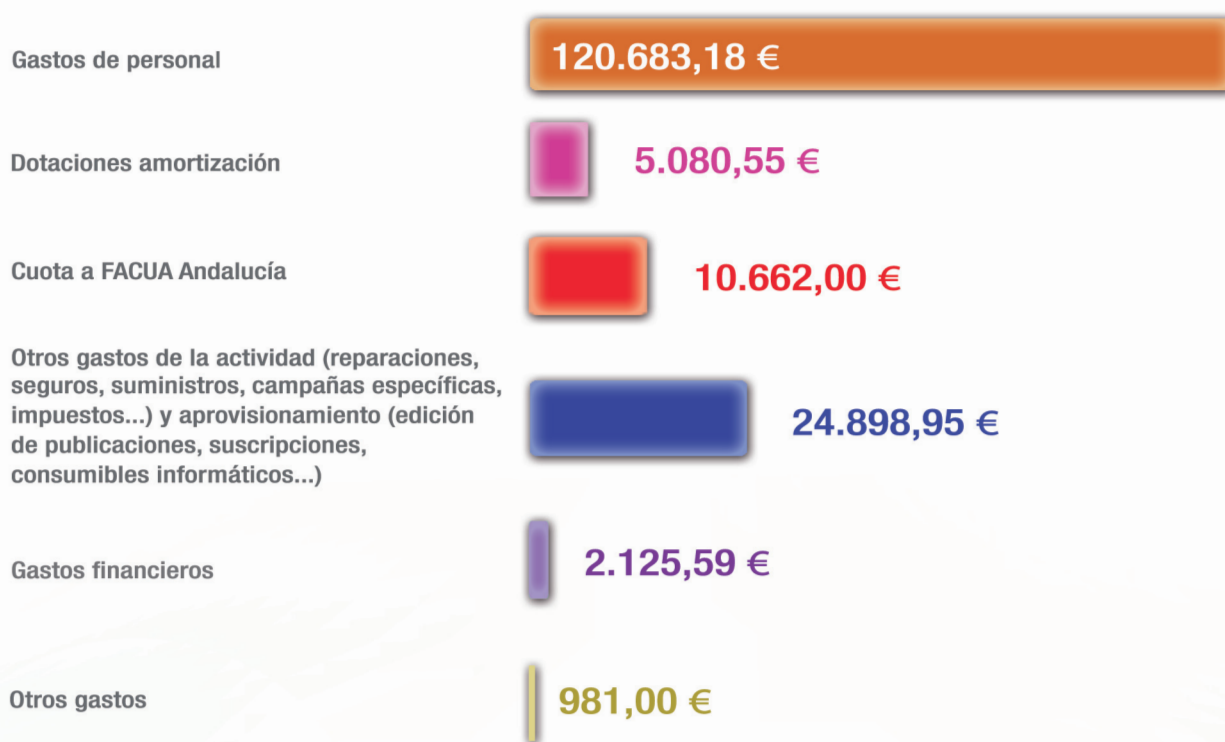 Gastos de personal
120.683,18 €
Dotaciones amortización
5.080,55 €
Cuota a FACUA Andalucía
10.662,00 €
Otros gastos de la actividad (reparaciones,
seguros, suministros, campañas específicas,
impuestos...) y aprovisionamiento (edición
de publicaciones, suscripciones,
consumibles informáticos...)
24.898,95 €
Gastos financieros
2.125,59 €
Otros gastos
981,00 €